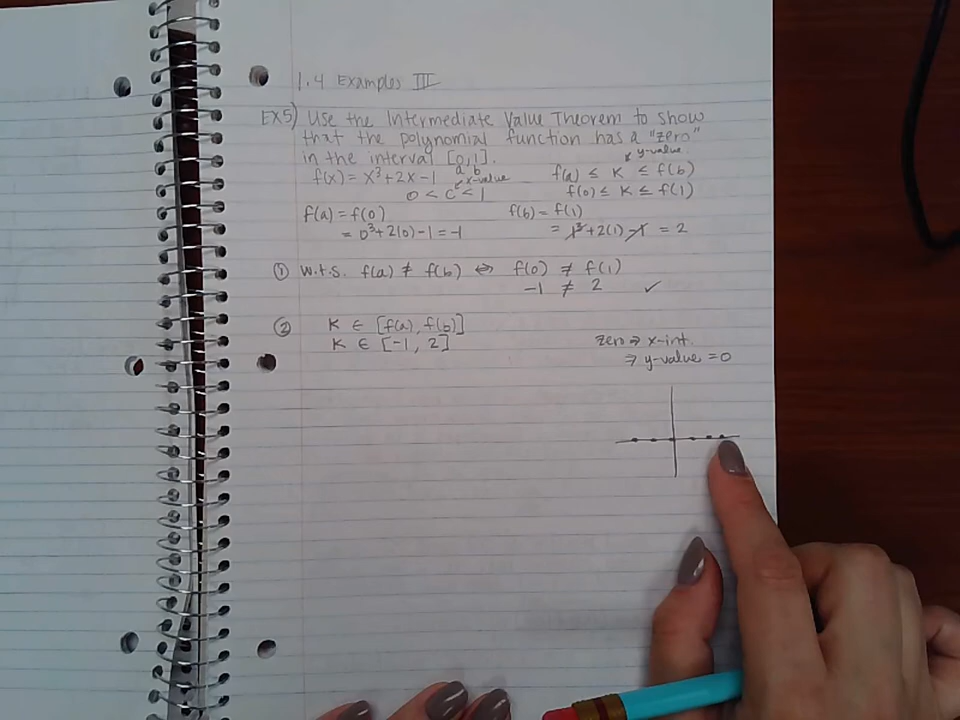 1.4 Examples III
EX5) Use the Intermediate Value Theorem to show
that the polynomial function has a "zero"
in the interval [0,1].
a b
y-value
f(x) = x³+2x-1
x-value
f(a) ≤ K ≤ f(b)
0 < c < 1
f(0) ≤ K ≤ f(1)
f(a) = f(0)
f(b) = f(1)
= 0³+2(0)-1 = -1
= 1³+2(1)-1 = 2
① w.t.s. f(a) ≠ f(b) ⇔ f(0) ≠ f(1)
-1 ≠ 2 ✓
② K ∈ [f(a), f(b)]
K ∈ [-1, 2]
zero ⇒ x-int.
⇒ y-value = 0